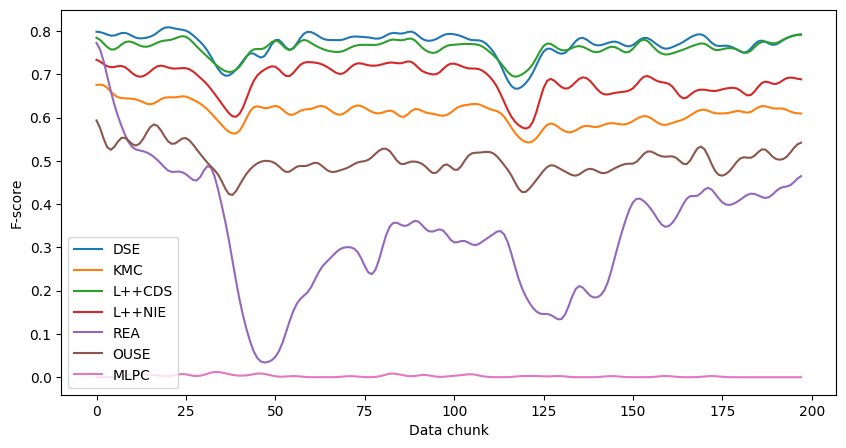 0.8
0.7
0.6
0.5
0.4
0.3
0.2
0.1
0.0
F-score
DSE
KMC
L++CDS
L++NIE
REA
OUSE
MLPC
0 25 50 75 100 125 150 175 200
Data chunk